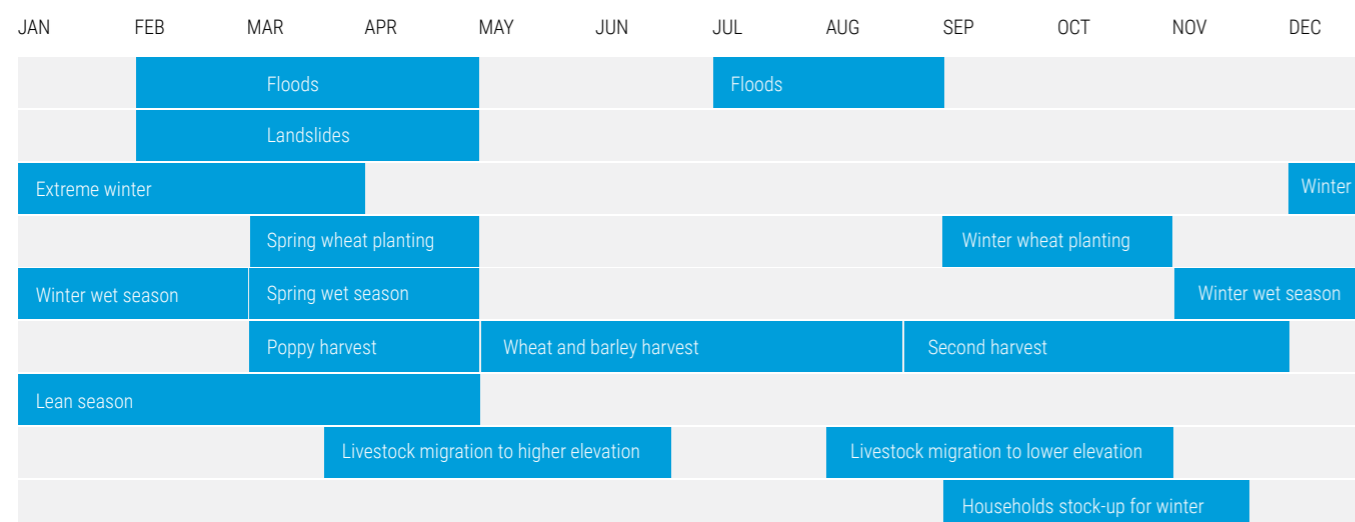 JAN FEB MAR APR MAY JUN JUL AUG SEP OCT NOV DEC
Floods Floods
Landslides
Extreme winter Winter
Spring wheat planting Winter wheat planting
Winter wet season Spring wet season Winter wet season
Poppy harvest Wheat and barley harvest Second harvest
Lean season
Livestock migration to higher elevation Livestock migration to lower elevation
Households stock-up for winter